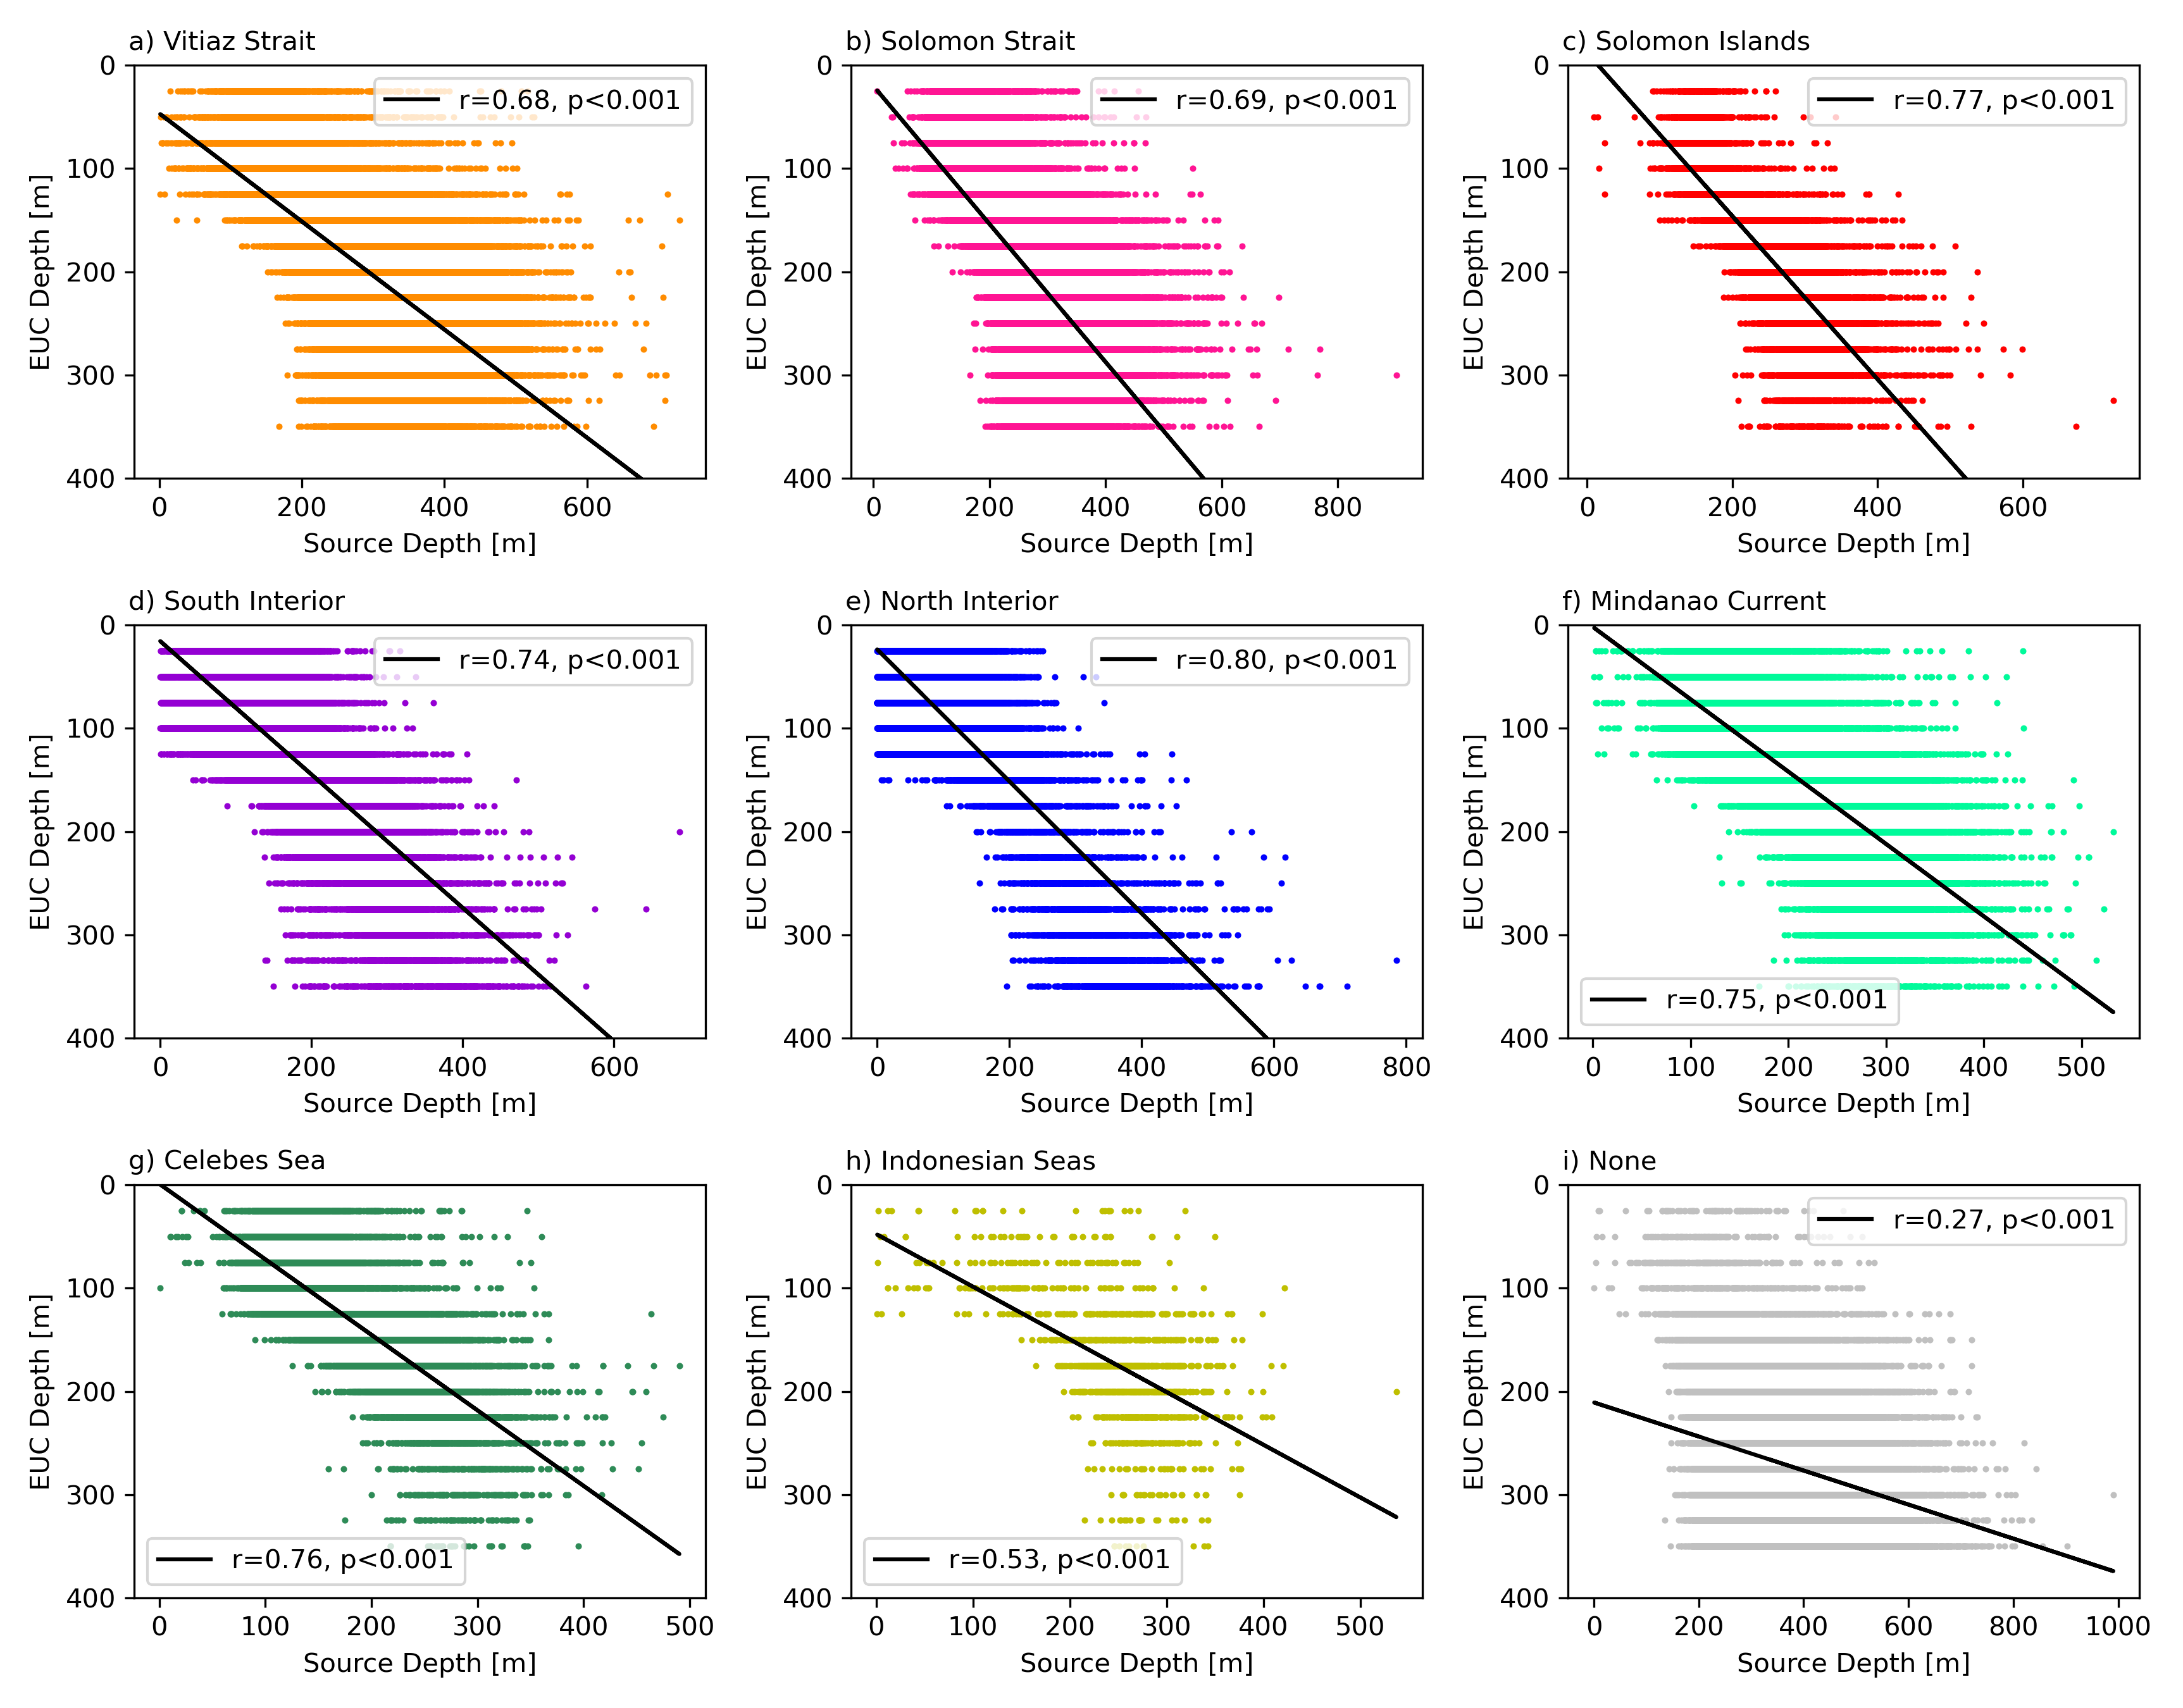 a) Vitiaz Strait
r=0.68, p<0.001
0
100
200
300
400
EUC Depth [m]
0 200 400 600
Source Depth [m]
b) Solomon Strait
r=0.69, p<0.001
0
100
200
300
400
EUC Depth [m]
0 200 400 600 800
Source Depth [m]
c) Solomon Islands
r=0.77, p<0.001
0
100
200
300
400
EUC Depth [m]
0 200 400 600
Source Depth [m]
d) South Interior
r=0.74, p<0.001
0
100
200
300
400
EUC Depth [m]
0 200 400 600
Source Depth [m]
e) North Interior
r=0.80, p<0.001
0
100
200
300
400
EUC Depth [m]
0 200 400 600 800
Source Depth [m]
f) Mindanao Current
0
100
200
300
400
EUC Depth [m]
r=0.75, p<0.001
0 100 200 300 400 500
Source Depth [m]
g) Celebes Sea
0
100
200
300
400
EUC Depth [m]
r=0.76, p<0.001
0 100 200 300 400 500
Source Depth [m]
h) Indonesian Seas
0
100
200
300
400
EUC Depth [m]
r=0.53, p<0.001
0 100 200 300 400 500
Source Depth [m]
i) None
r=0.27, p<0.001
0
100
200
300
400
EUC Depth [m]
0 200 400 600 800 1000
Source Depth [m]